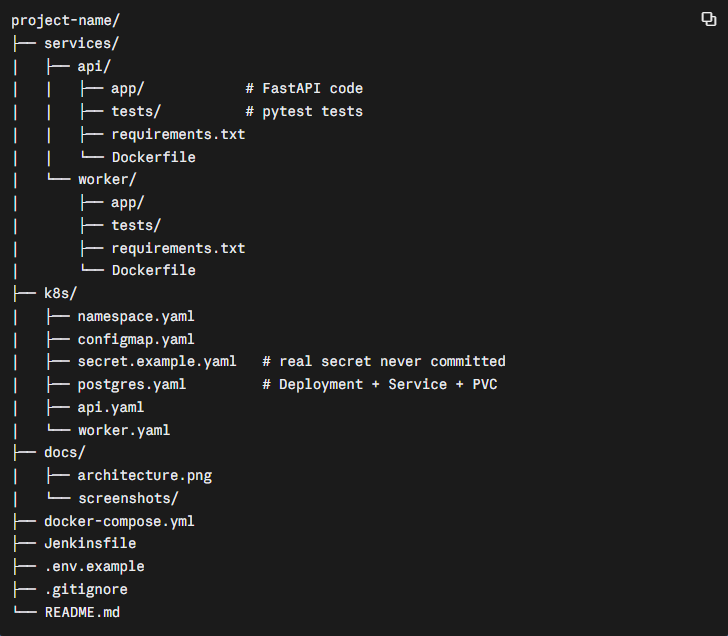 project-name/
├── services/
│   ├── api/
│   │   ├── app/            # FastAPI code
│   │   ├── tests/          # pytest tests
│   │   ├── requirements.txt
│   │   └── Dockerfile
│   └── worker/
│       ├── app/
│       ├── tests/
│       ├── requirements.txt
│       └── Dockerfile
├── k8s/
│   ├── namespace.yaml
│   ├── configmap.yaml
│   ├── secret.example.yaml   # real secret never committed
│   ├── postgres.yaml         # Deployment + Service + PVC
│   ├── api.yaml
│   └── worker.yaml
├── docs/
│   ├── architecture.png
│   └── screenshots/
├── docker-compose.yml
├── Jenkinsfile
├── .env.example
├── .gitignore
└── README.md